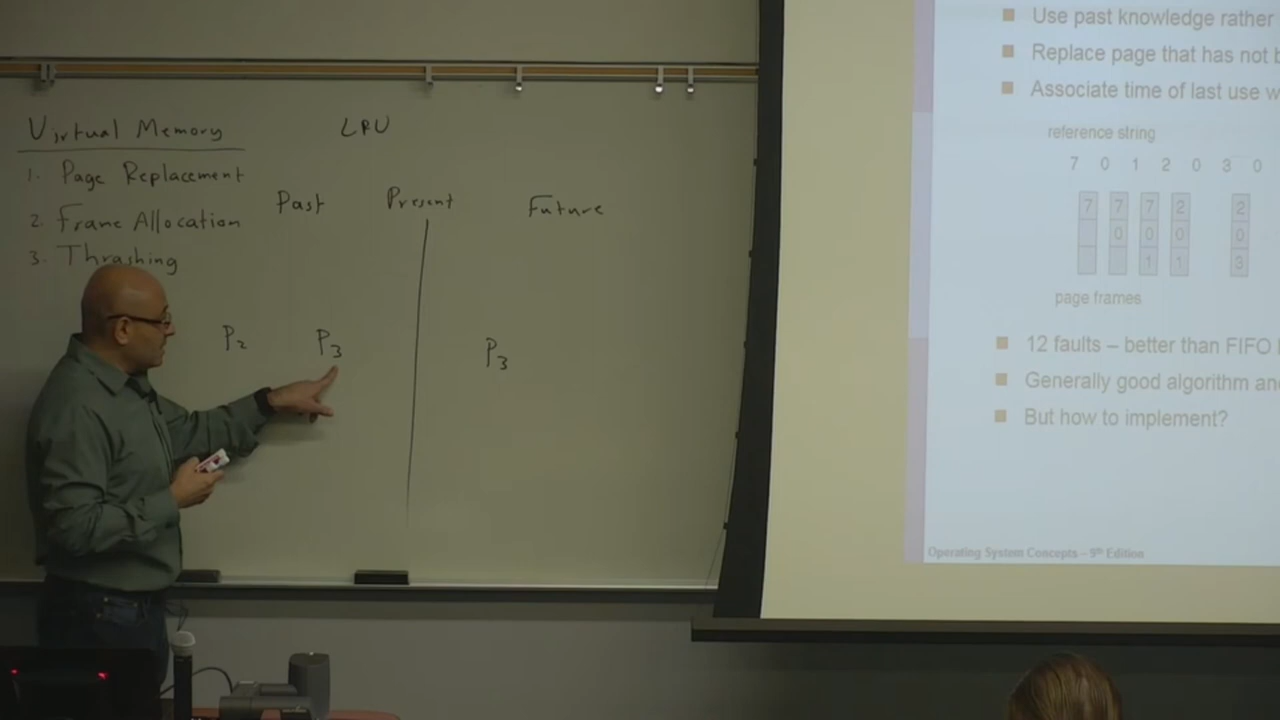 Virtual Memory
LRU
1. Page Replacement
2. Frame Allocation
3. Thrashing
Past Present Future
P2 P3 P3
Use past knowledge rather
Replace page that has not
Associate time of last use
reference string
7 0 1 2 0 3 0
7 7 7 2 2
0 0 0 0
1 1 3
page frames
12 faults – better than FIFO
Generally good algorithm
But how to implement?
Operating System Concepts – 9th Edition